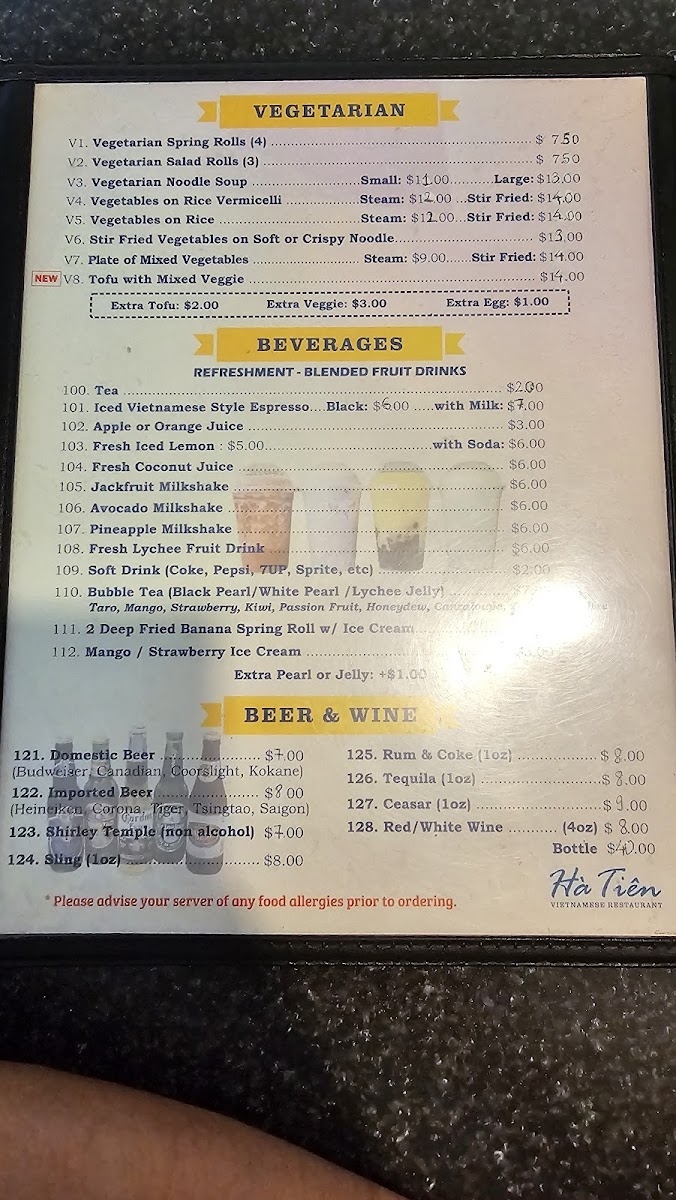 VEGETARIAN
V1. Vegetarian Spring Rolls (4) ........ $ 7.50
V2. Vegetarian Salad Rolls (3) ........ $ 7.50
V3. Vegetarian Noodle Soup ........ Small: $11.00 ........ Large: $13.00
V4. Vegetables on Rice Vermicelli ........ Steam: $12.00 ...Stir Fried: $14.00
V5. Vegetables on Rice ........ Steam: $12.00...Stir Fried: $14.00
V6. Stir Fried Vegetables on Soft or Crispy Noodle........ $13.00
V7. Plate of Mixed Vegetables ........ Steam: $9.00......Stir Fried: $14.00
NEW V8. Tofu with Mixed Veggie ........ $14.00
Extra Tofu: $2.00 Extra Veggie: $3.00 Extra Egg: $1.00
BEVERAGES
REFRESHMENT - BLENDED FRUIT DRINKS
100. Tea ........ $2.00
101. Iced Vietnamese Style Espresso....Black: $6.00 .....with Milk: $7.00
102. Apple or Orange Juice ........ $3.00
103. Fresh Iced Lemon : $5.00........with Soda: $6.00
104. Fresh Coconut Juice ........ $6.00
105. Jackfruit Milkshake ........ $6.00
106. Avocado Milkshake ........ $6.00
107. Pineapple Milkshake ........ $6.00
108. Fresh Lychee Fruit Drink ........ $6.00
109. Soft Drink (Coke, Pepsi, 7UP, Sprite, etc) ........ $2.00
110. Bubble Tea (Black Pearl/White Pearl /Lychee Jelly) ........
Taro, Mango, Strawberry, Kiwi, Passion Fruit, Honeydew, Cantaloupe,
111. 2 Deep Fried Banana Spring Roll w/ Ice Cream
112. Mango / Strawberry Ice Cream ........
Extra Pearl or Jelly: +$1.00
BEER & WINE
121. Domestic Beer ........ $7.00
(Budweiser, Canadian, Coorslight, Kokane)
122. Imported Beer ........ $8.00
(Heineiken, Corona, Tiger, Tsingtao, Saigon)
123. Shirley Temple (non alcohol) $7.00
124. Sling (1oz) ........ $8.00
125. Rum & Coke (1oz) ........ $ 8.00
126. Tequila (1oz) ........ $ 8.00
127. Ceasar (1oz) ........ $ 9.00
128. Red/White Wine .......... (4oz) $ 8.00
Bottle $40.00
* Please advise your server of any food allergies prior to ordering.
Hà Tiên
VIETNAMESE RESTAURANT